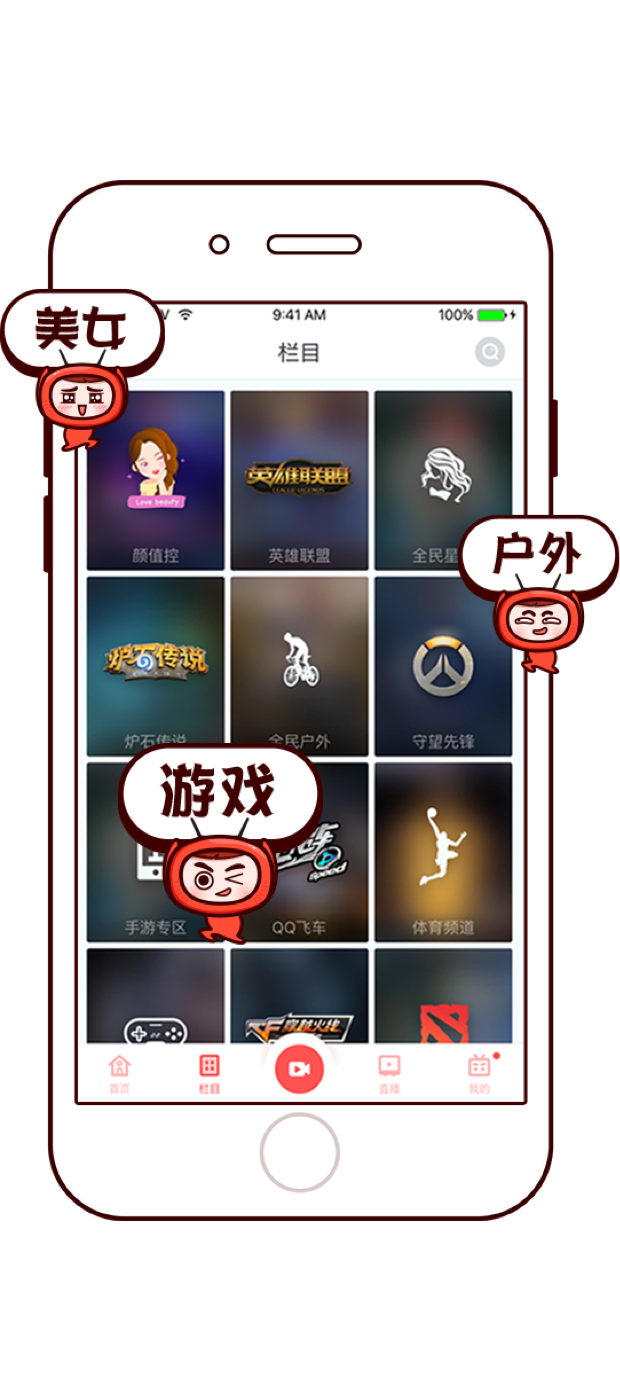 美女
9:41 AM
100%
栏目
Love beauty
英雄联盟
LEAGUE LEGENDS
颜值控
英雄联盟
全民星
户外
炉石传说
炉石传说
全民户外
守望先锋
游戏
Speed
手游专区
QQ飞车
体育频道
穿越火线
首页
栏目
直播
我的